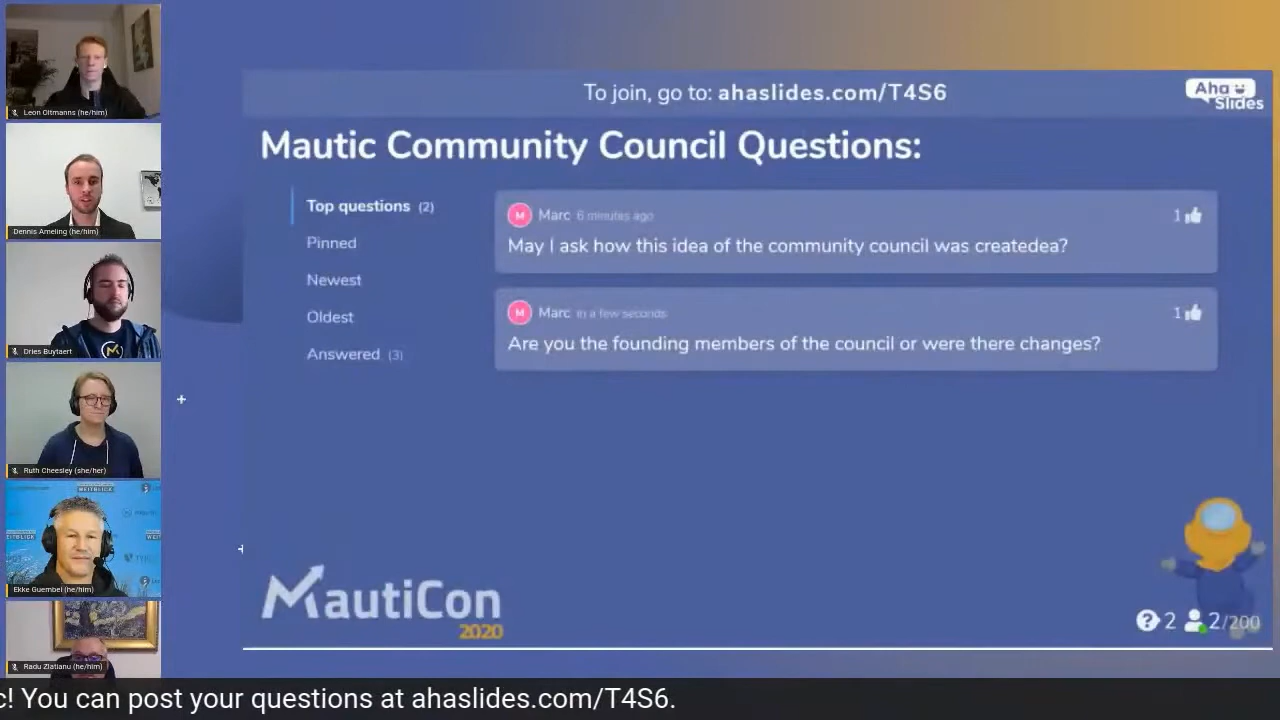 Leon Oltmanns (he/him)
Dennis Ameling (he/him)
Dries Buytaert
Ruth Cheesley (she/her)
WEITBLICK
Ekke Guembel (he/him)
Radu Zlatianu (he/him)
To join, go to: ahaslides.com/T4S6
Aha
Slides
Mautic Community Council Questions:
Top questions (2)
Pinned
Newest
Oldest
Answered (3)
M Marc 6 minutes ago 1
May I ask how this idea of the community council was createdea?
M Marc in a few seconds 1
Are you the founding members of the council or were there changes?
MautiCon
2020
? 2 2/200
c! You can post your questions at ahaslides.com/T4S6.